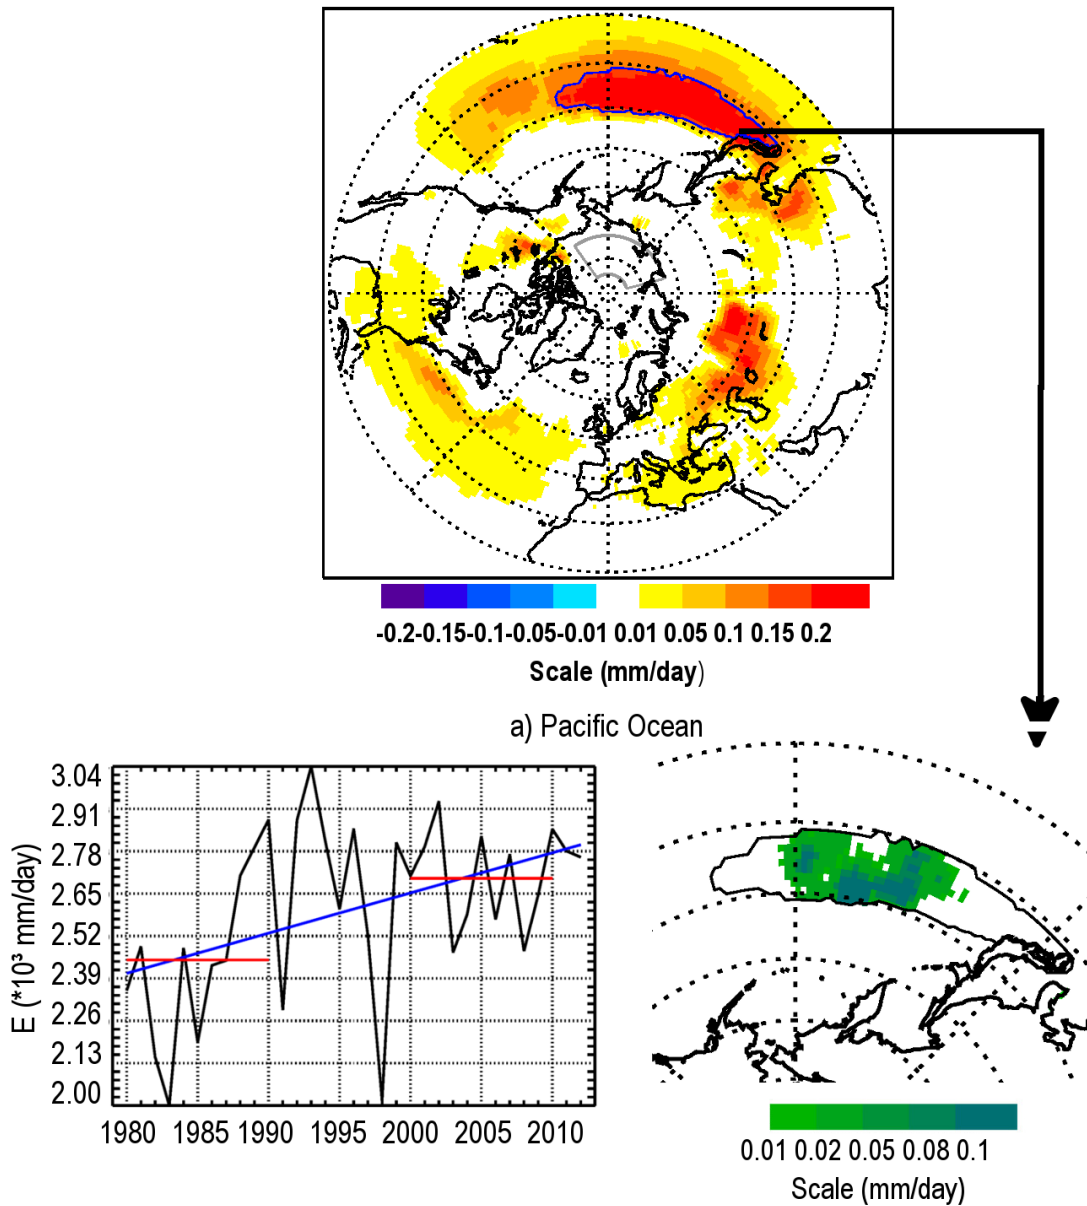 -0.2-0.15-0.1-0.05-0.01 0.01 0.05 0.1 0.15 0.2
Scale (mm/day)
a) Pacific Ocean
E (*10³ mm/day)
3.04
2.91
2.78
2.65
2.52
2.39
2.26
2.13
2.00
1980 1985 1990 1995 2000 2005 2010
0.01 0.02 0.05 0.08 0.1
Scale (mm/day)